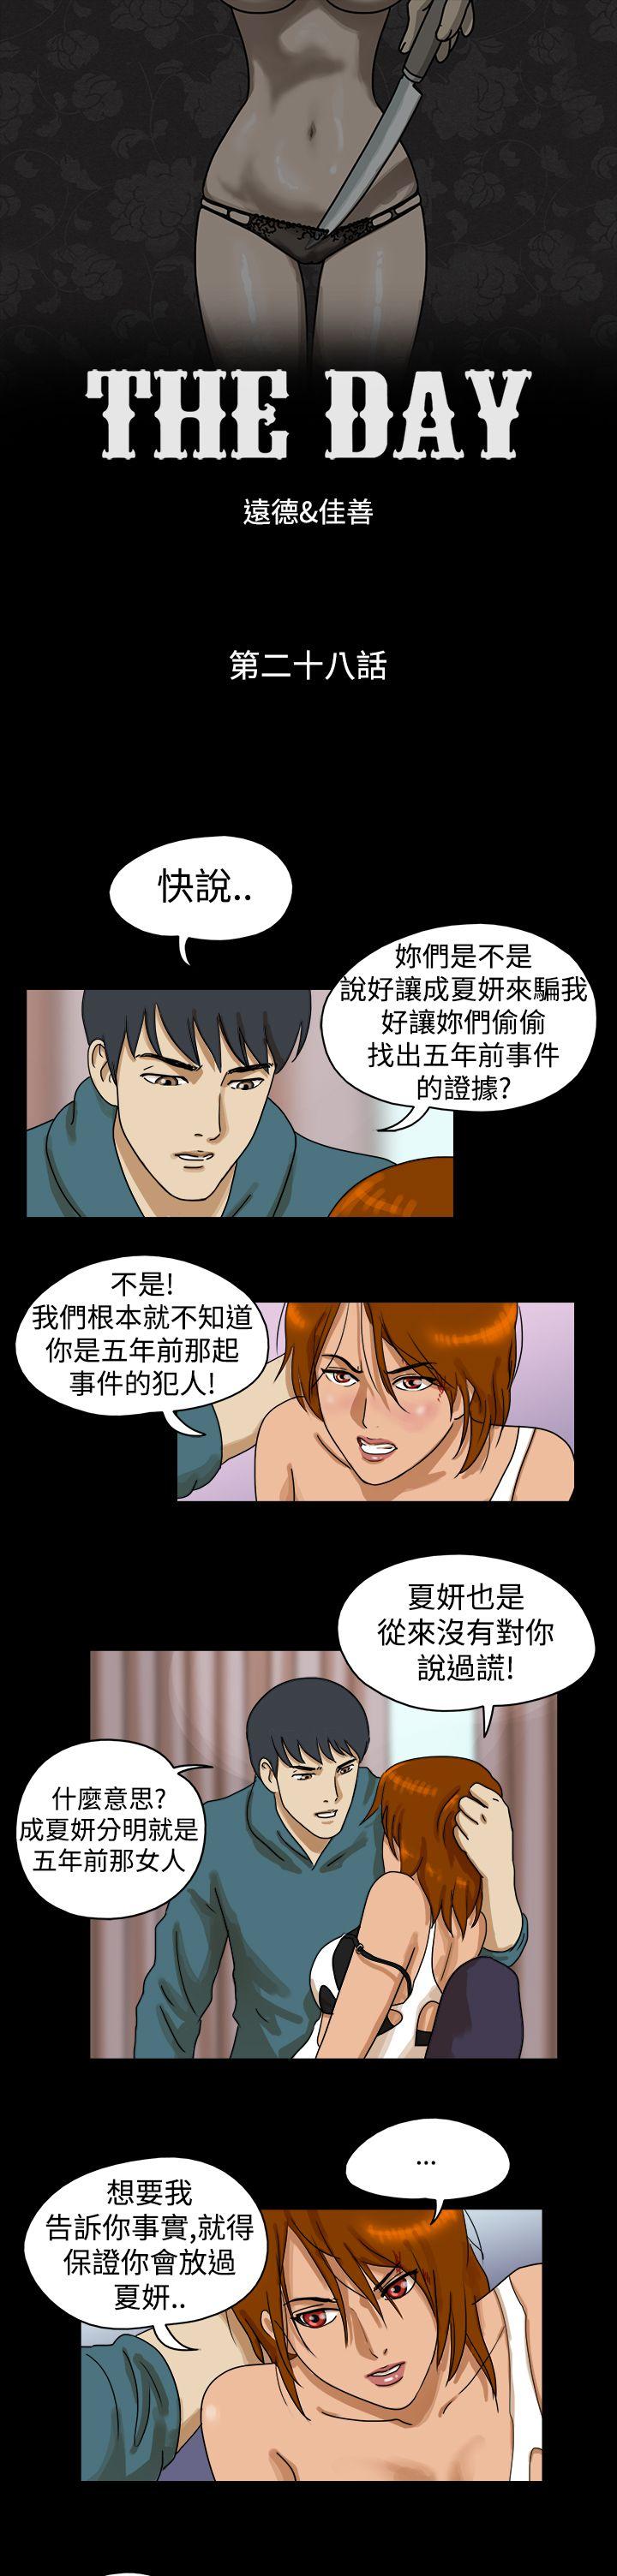 THE DAY
遠德&佳善
第二十八話
快說..
妳們是不是
說好讓成夏妍來騙我
好讓妳們偷偷
找出五年前事件
的證據?
不是!
我們根本就不知道
你是五年前那起
事件的犯人!
夏妍也是
從來沒有對你
說過謊!
什麼意思?
成夏妍分明就是
五年前那女人
...
想要我
告訴你事實,就得
保證你會放過
夏妍..